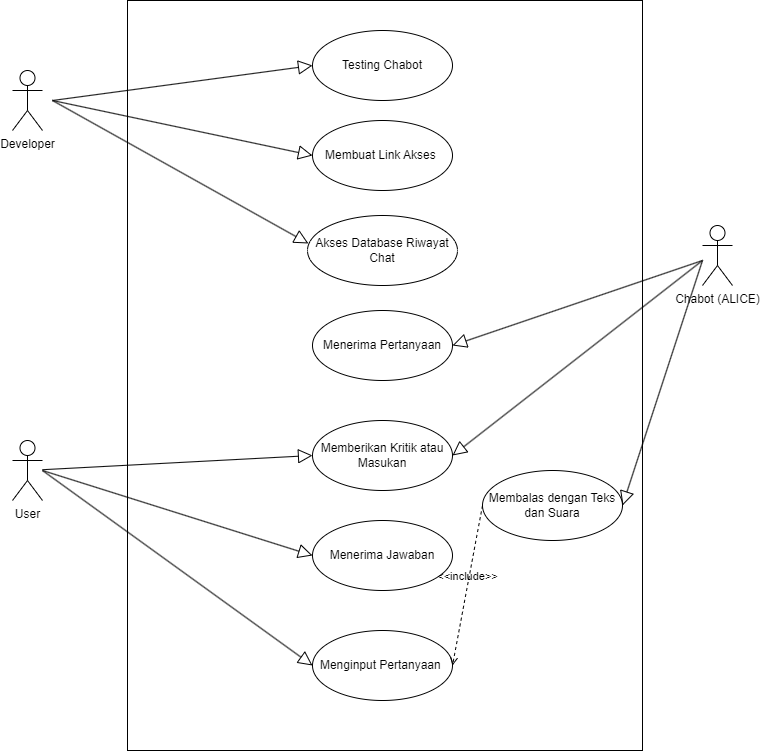 Testing Chabot
Developer
Membuat Link Akses
Akses Database Riwayat
Chat
Chabot (ALICE)
Menerima Pertanyaan
Memberikan Kritik atau
Masukan
User
Membalas dengan Teks
dan Suara
Menerima Jawaban
<<include>>
Menginput Pertanyaan